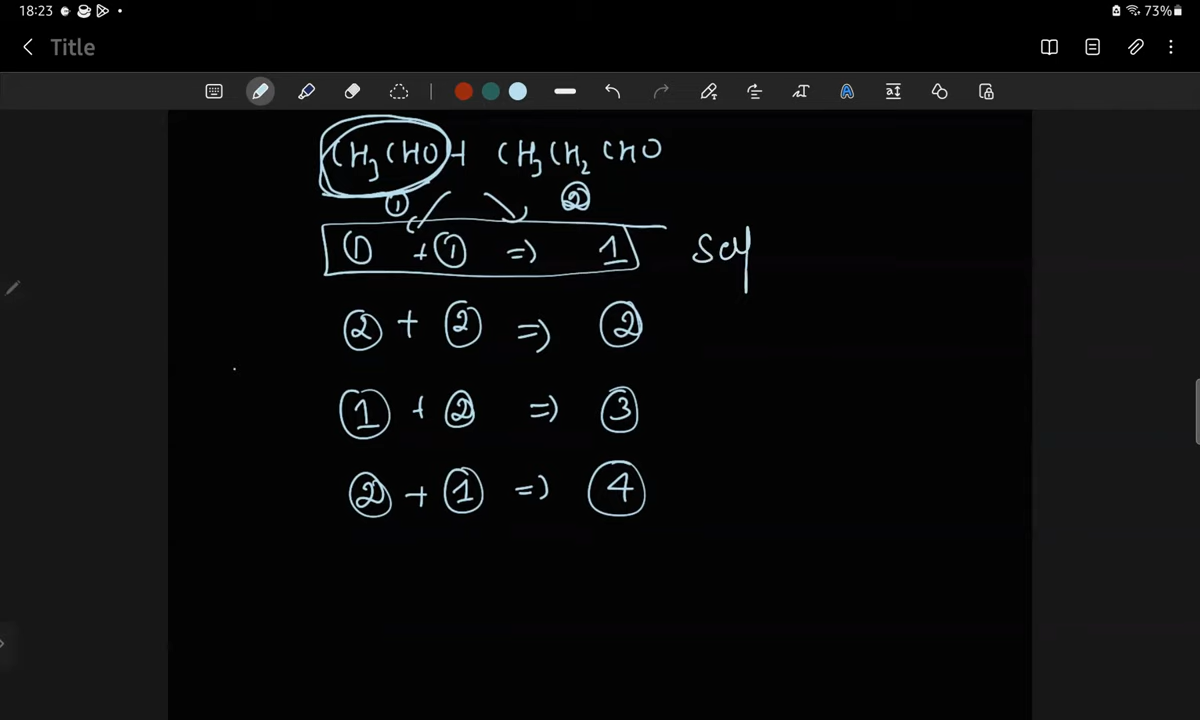 18:23 73%
Title
CH3CHO + CH3CH2CHO
① ②
① + ① => 1 Self
② + ② => ②
① + ② => ③
② + ① => ④